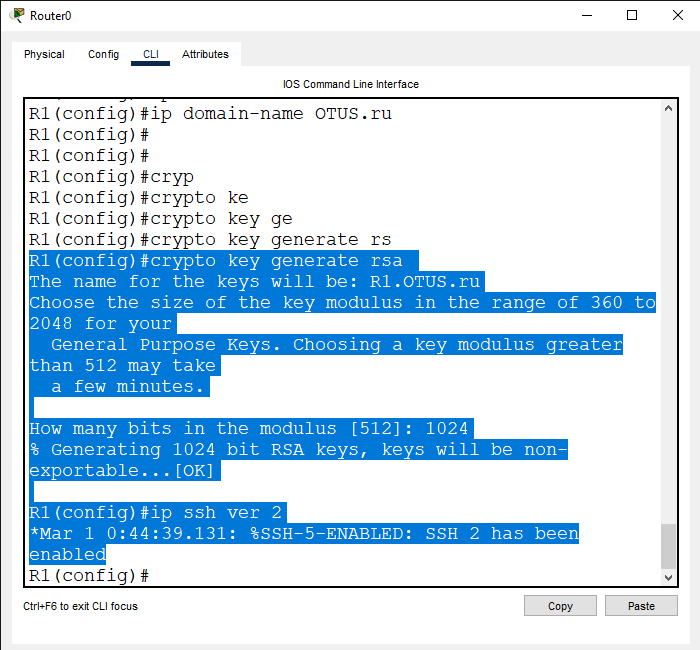 Router0
Physical Config CLI Attributes
IOS Command Line Interface
R1(config)#ip domain-name OTUS.ru
R1(config)#
R1(config)#
R1(config)#cryp
R1(config)#crypto ke
R1(config)#crypto key ge
R1(config)#crypto key generate rs
R1(config)#crypto key generate rsa
The name for the keys will be: R1.OTUS.ru
Choose the size of the key modulus in the range of 360 to
2048 for your
  General Purpose Keys. Choosing a key modulus greater
than 512 may take
  a few minutes.
How many bits in the modulus [512]: 1024
% Generating 1024 bit RSA keys, keys will be non-
exportable...[OK]
R1(config)#ip ssh ver 2
*Mar 1 0:44:39.131: %SSH-5-ENABLED: SSH 2 has been
enabled
R1(config)#
Ctrl+F6 to exit CLI focus
Copy Paste